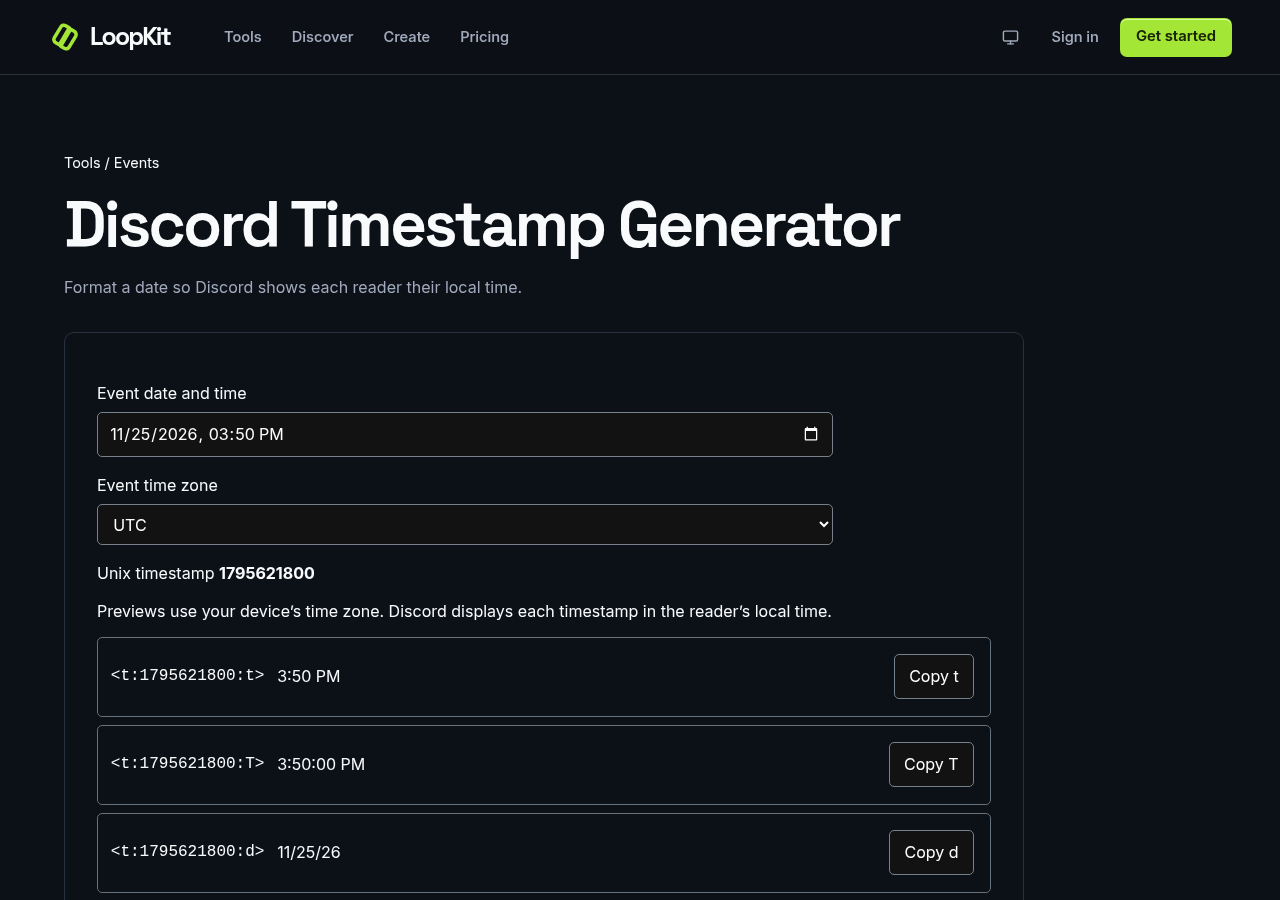 LoopKit
Tools
Discover
Create
Pricing
Sign in
Get started
Tools / Events
Discord Timestamp Generator
Format a date so Discord shows each reader their local time.
Event date and time
11/25/2026, 03:50 PM
Event time zone
UTC
Unix timestamp 1795621800
Previews use your device’s time zone. Discord displays each timestamp in the reader’s local time.
<t:1795621800:t> 3:50 PM
Copy t
<t:1795621800:T> 3:50:00 PM
Copy T
<t:1795621800:d> 11/25/26
Copy d